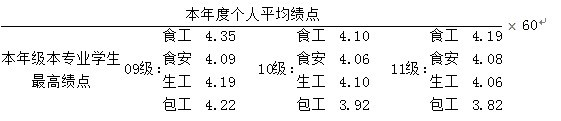 本年度个人平均绩点
× 60↵
食工 4.35 食工 4.10 食工 4.19
本年级本专业学生 食安 4.09 食安 4.06 食安 4.08
最高绩点 09级: 生工 4.19 10级: 生工 4.10 11级: 生工 4.06
包工 4.22 包工 3.92 包工 3.82